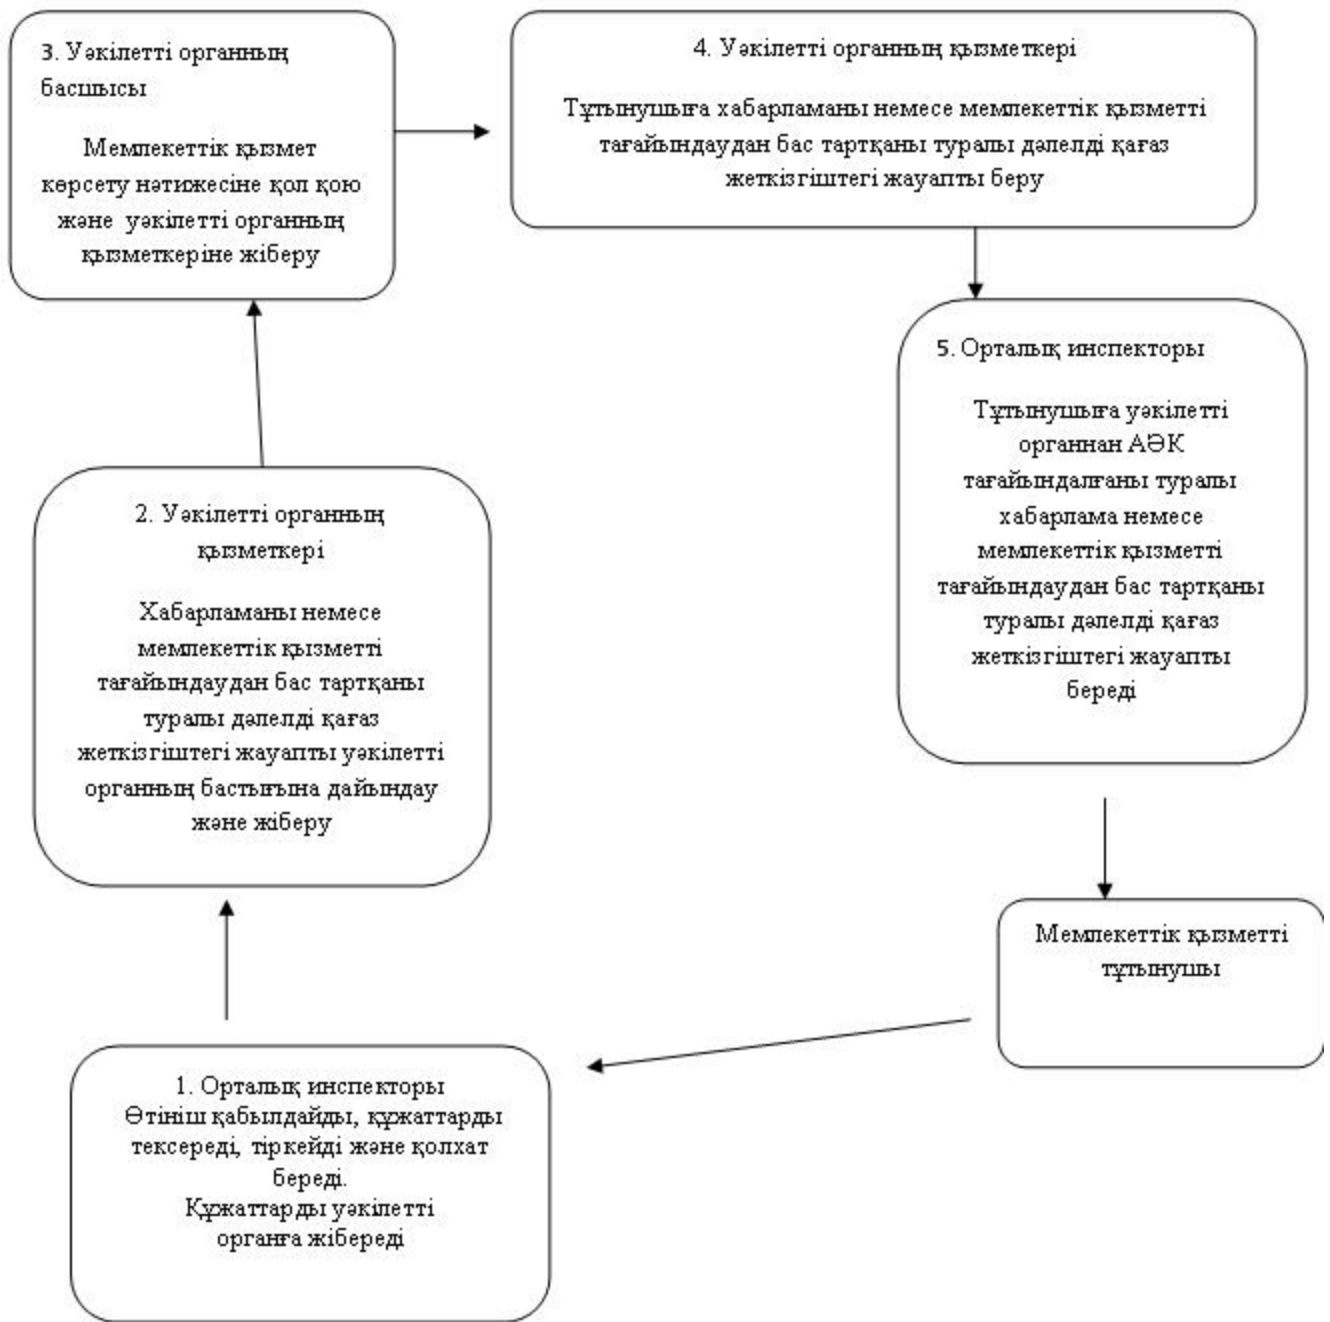 3. Уәкілетті органның
басшысы
Мемлекеттік қызмет
көрсету нәтижесіне қол қою
және уәкілетті органның
қызметкеріне жіберу
4. Уәкілетті органның қызметкері
Тұтынушыға хабарламаны немесе мемлекеттік қызметті
тағайындаудан бас тартқаны туралы дәлелді қағаз
жеткізгіштегі жауапты беру
5. Орталық инспекторы
Тұтынушыға уәкілетті
органнан АӘК
тағайындалғаны туралы
хабарлама немесе
мемлекеттік қызметті
тағайындаудан бас тартқаны
туралы дәлелді қағаз
жеткізгіштегі жауапты
береді
2. Уәкілетті органның
қызметкері
Хабарламаны немесе
мемлекеттік қызметті
тағайындаудан бас тартқаны
туралы дәлелді қағаз
жеткізгіштегі жауапты уәкілетті
органның бастығына дайындау
және жіберу
Мемлекеттік қызметті
тұтынушы
1. Орталық инспекторы
Өтініш қабылдайды, құжаттарды
тексереді, тіркейді және қолхат
береді.
Құжаттарды уәкілетті
органға жібереді